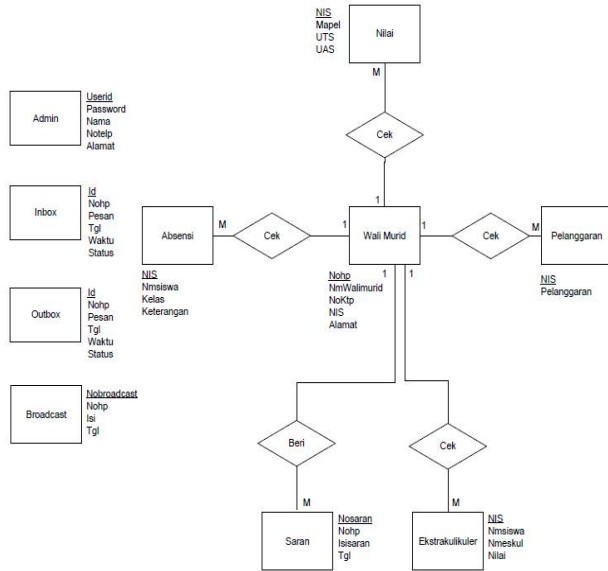 NIS
Mapel
UTS
UAS
Nilai
M
Cek
1
Admin
Userid
Password
Nama
Notelp
Alamat
Inbox
Id
Nohp
Pesan
Tgl
Waktu
Status
Absensi
M
Cek
1
Wali Murid
1
Cek
M
Pelanggaran
NIS
Nmsiswa
Kelas
Keterangan
Nohp
NmWalimurid
NoKtp
NIS
Alamat
1
1
NIS
Pelanggaran
Outbox
Id
Nohp
Pesan
Tgl
Waktu
Status
Broadcast
Nobroadcast
Nohp
Isi
Tgl
Beri
M
Cek
M
Saran
Nosaran
Nohp
Isisaran
Tgl
Ekstrakulikuler
NIS
Nmsiswa
Nmeskul
Nilai